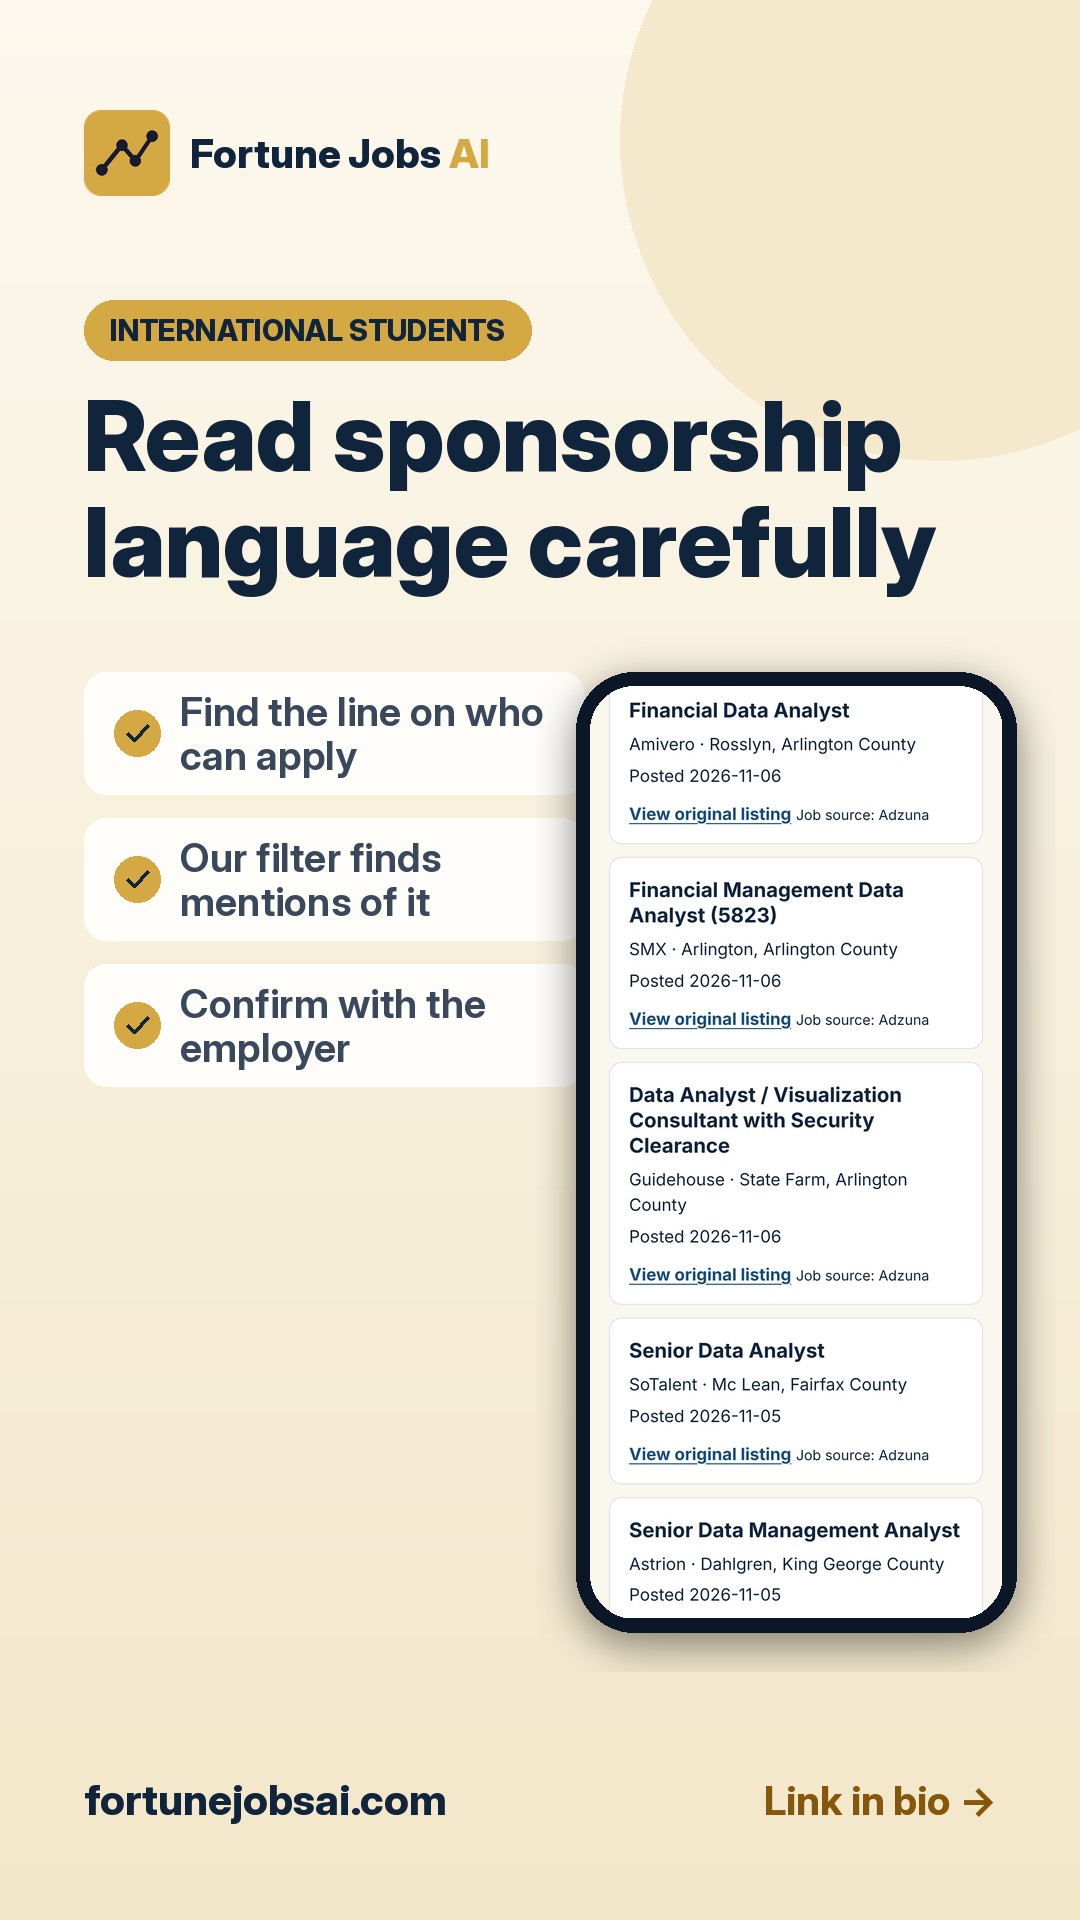 Fortune Jobs AI
INTERNATIONAL STUDENTS
Read sponsorship
language carefully
Find the line on who
can apply
Our filter finds
mentions of it
Confirm with the
employer
Financial Data Analyst
Amivero · Rosslyn, Arlington County
Posted 2026-11-06
View original listing Job source: Adzuna
Financial Management Data
Analyst (5823)
SMX · Arlington, Arlington County
Posted 2026-11-06
View original listing Job source: Adzuna
Data Analyst / Visualization
Consultant with Security
Clearance
Guidehouse · State Farm, Arlington
County
Posted 2026-11-06
View original listing Job source: Adzuna
Senior Data Analyst
SoTalent · Mc Lean, Fairfax County
Posted 2026-11-05
View original listing Job source: Adzuna
Senior Data Management Analyst
Astrion · Dahlgren, King George County
Posted 2026-11-05
fortunejobsai.com
Link in bio →